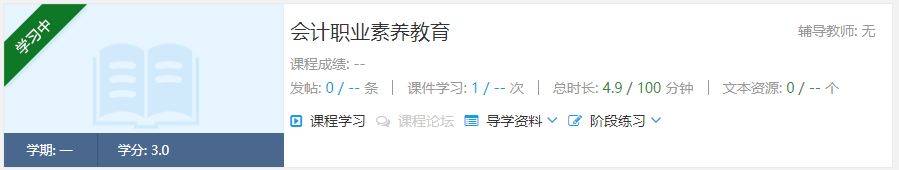 学习中
会计职业素养教育
辅导教师: 无
课程成绩: --
发帖: 0 / -- 条 | 课件学习: 1 / -- 次 | 总时长: 4.9 / 100 分钟 | 文本资源: 0 / -- 个
课程学习 课程论坛 导学资料 阶段练习
学期: — 学分: 3.0